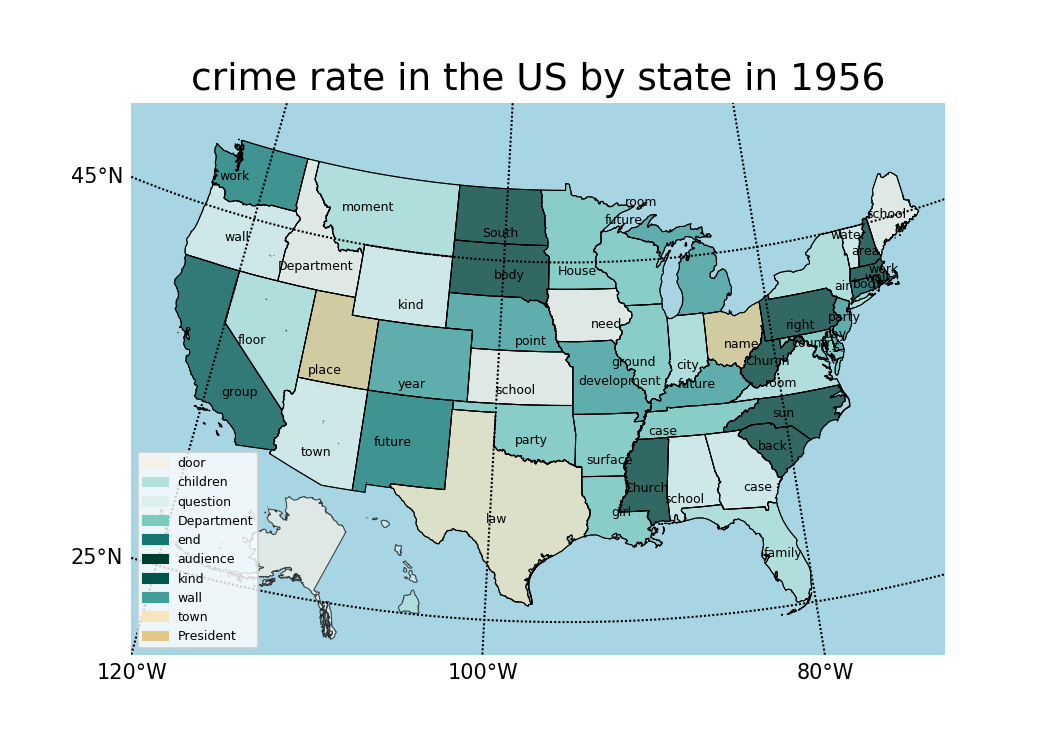 crime rate in the US by state in 1956
45°N
25°N
120°W
100°W
80°W
work
wall
Department
moment
kind
floor
group
place
year
town
future
South
body
point
school
party
law
room
future
House
need
development
ground
city
future
name
surface
girl
case
Church
school
case
family
back
sun
room
Church
right
party
air
body
water
area
school
work
door
children
question
Department
end
audience
kind
wall
town
President